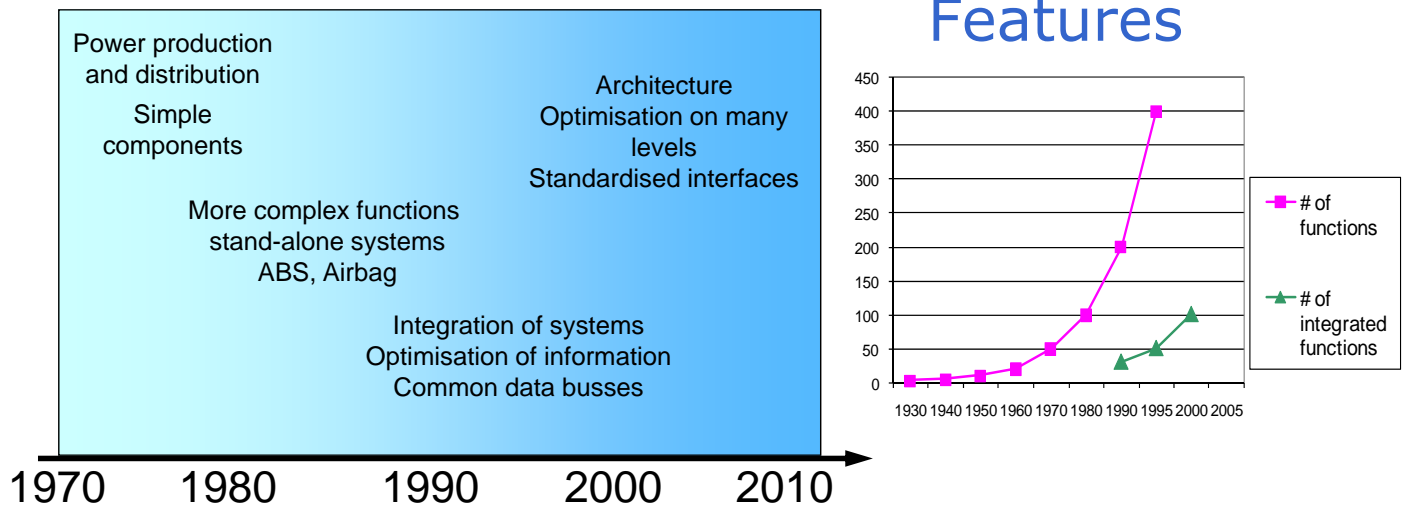 Power production
and distribution
Simple
components
More complex functions
stand-alone systems
ABS, Airbag
Integration of systems
Optimisation of information
Common data busses
Architecture
Optimisation on many
levels
Standardised interfaces
1970 1980 1990 2000 2010
Features
450
400
350
300
250
200
150
100
50
0
1930 1940 1950 1960 1970 1980 1990 1995 2000 2005
# of
functions
# of
integrated
functions